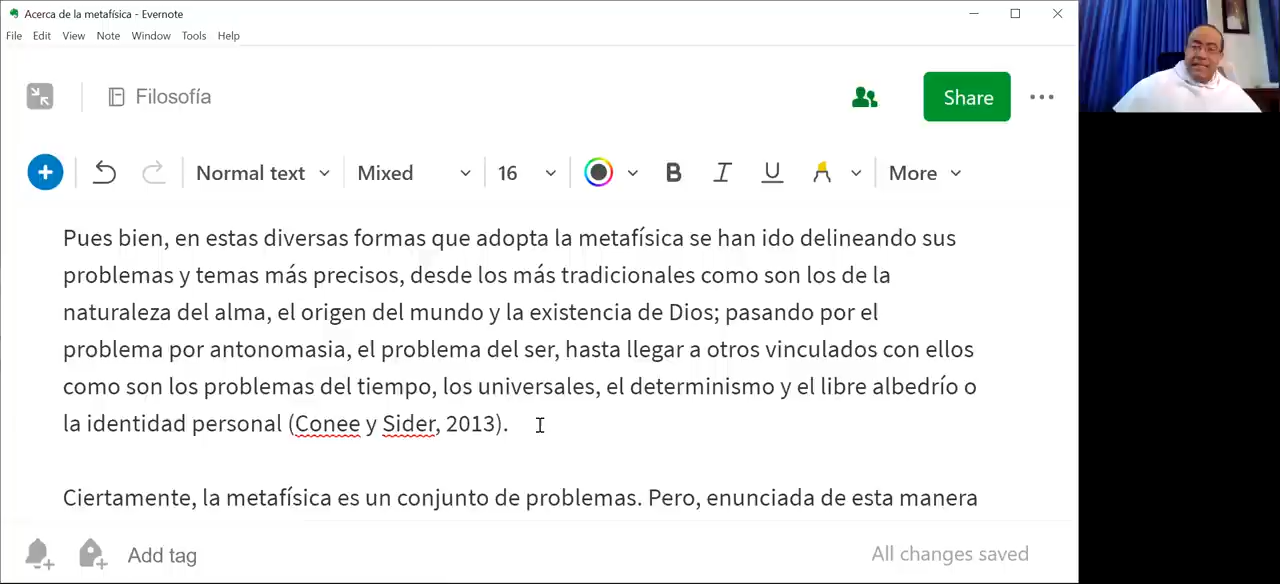 Acerca de la metafísica - Evernote
File Edit View Note Window Tools Help
Filosofía
Share
Normal text Mixed 16 B I U A More
Pues bien, en estas diversas formas que adopta la metafísica se han ido delineando sus
problemas y temas más precisos, desde los más tradicionales como son los de la
naturaleza del alma, el origen del mundo y la existencia de Dios; pasando por el
problema por antonomasia, el problema del ser, hasta llegar a otros vinculados con ellos
como son los problemas del tiempo, los universales, el determinismo y el libre albedrío o
la identidad personal (Conee y Sider, 2013).
Ciertamente, la metafísica es un conjunto de problemas. Pero, enunciada de esta manera
Add tag
All changes saved